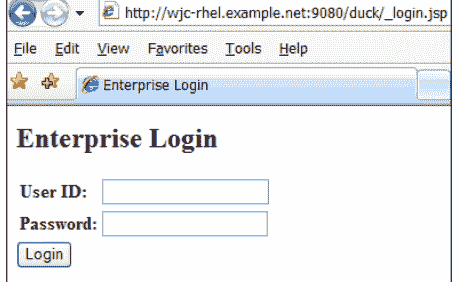 http://wjc-rhel.example.net:9080/duck/_login.jsp
File Edit View Favorites Tools Help
Enterprise Login
Enterprise Login
User ID:
Password:
Login